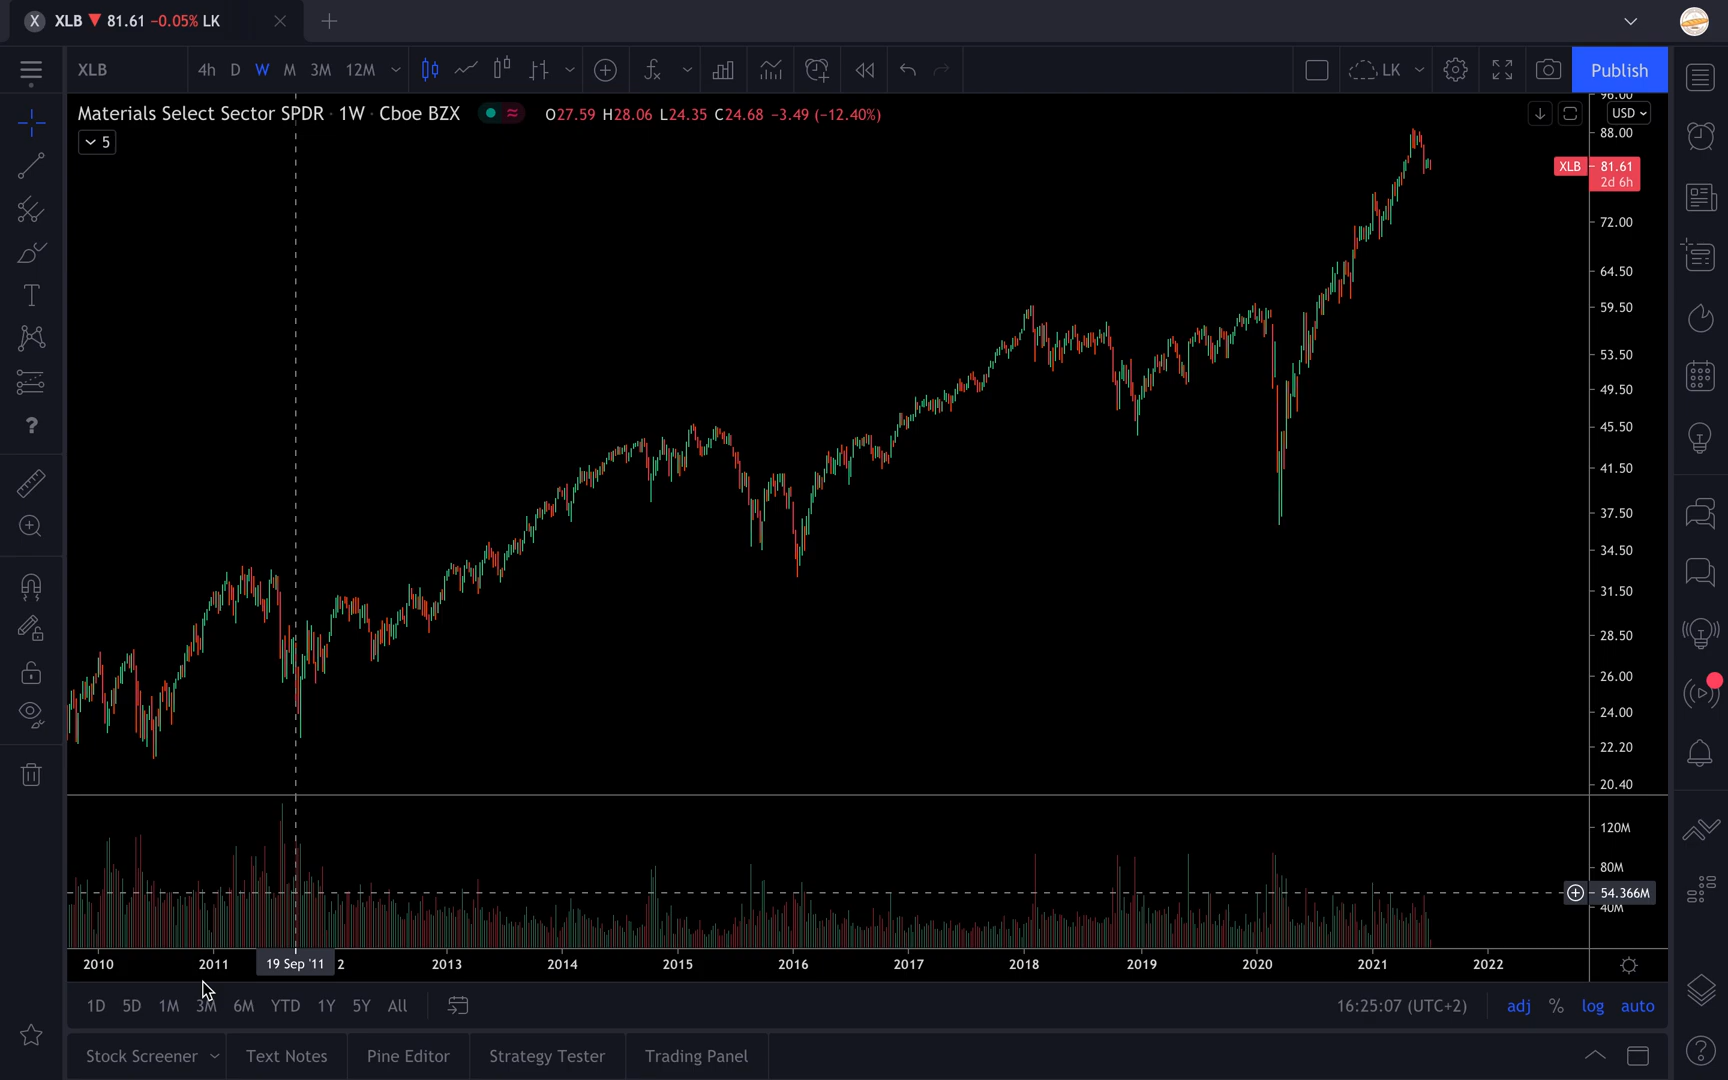 XLB 81.61 −0.05% LK
XLB 4h D W M 3M 12M LK Publish
Materials Select Sector SPDR · 1W · Cboe BZX O27.59 H28.06 L24.35 C24.68 −3.49 (−12.40%)
USD
5
96.00
88.00
XLB 81.61
2d 6h
72.00
64.50
59.50
53.50
49.50
45.50
41.50
37.50
34.50
31.50
28.50
26.00
24.00
22.20
20.40
120M
80M
54.366M
40M
2010 2011 19 Sep '11 2 2013 2014 2015 2016 2017 2018 2019 2020 2021 2022
1D 5D 1M 3M 6M YTD 1Y 5Y All 16:25:07 (UTC+2) adj % log auto
Stock Screener Text Notes Pine Editor Strategy Tester Trading Panel